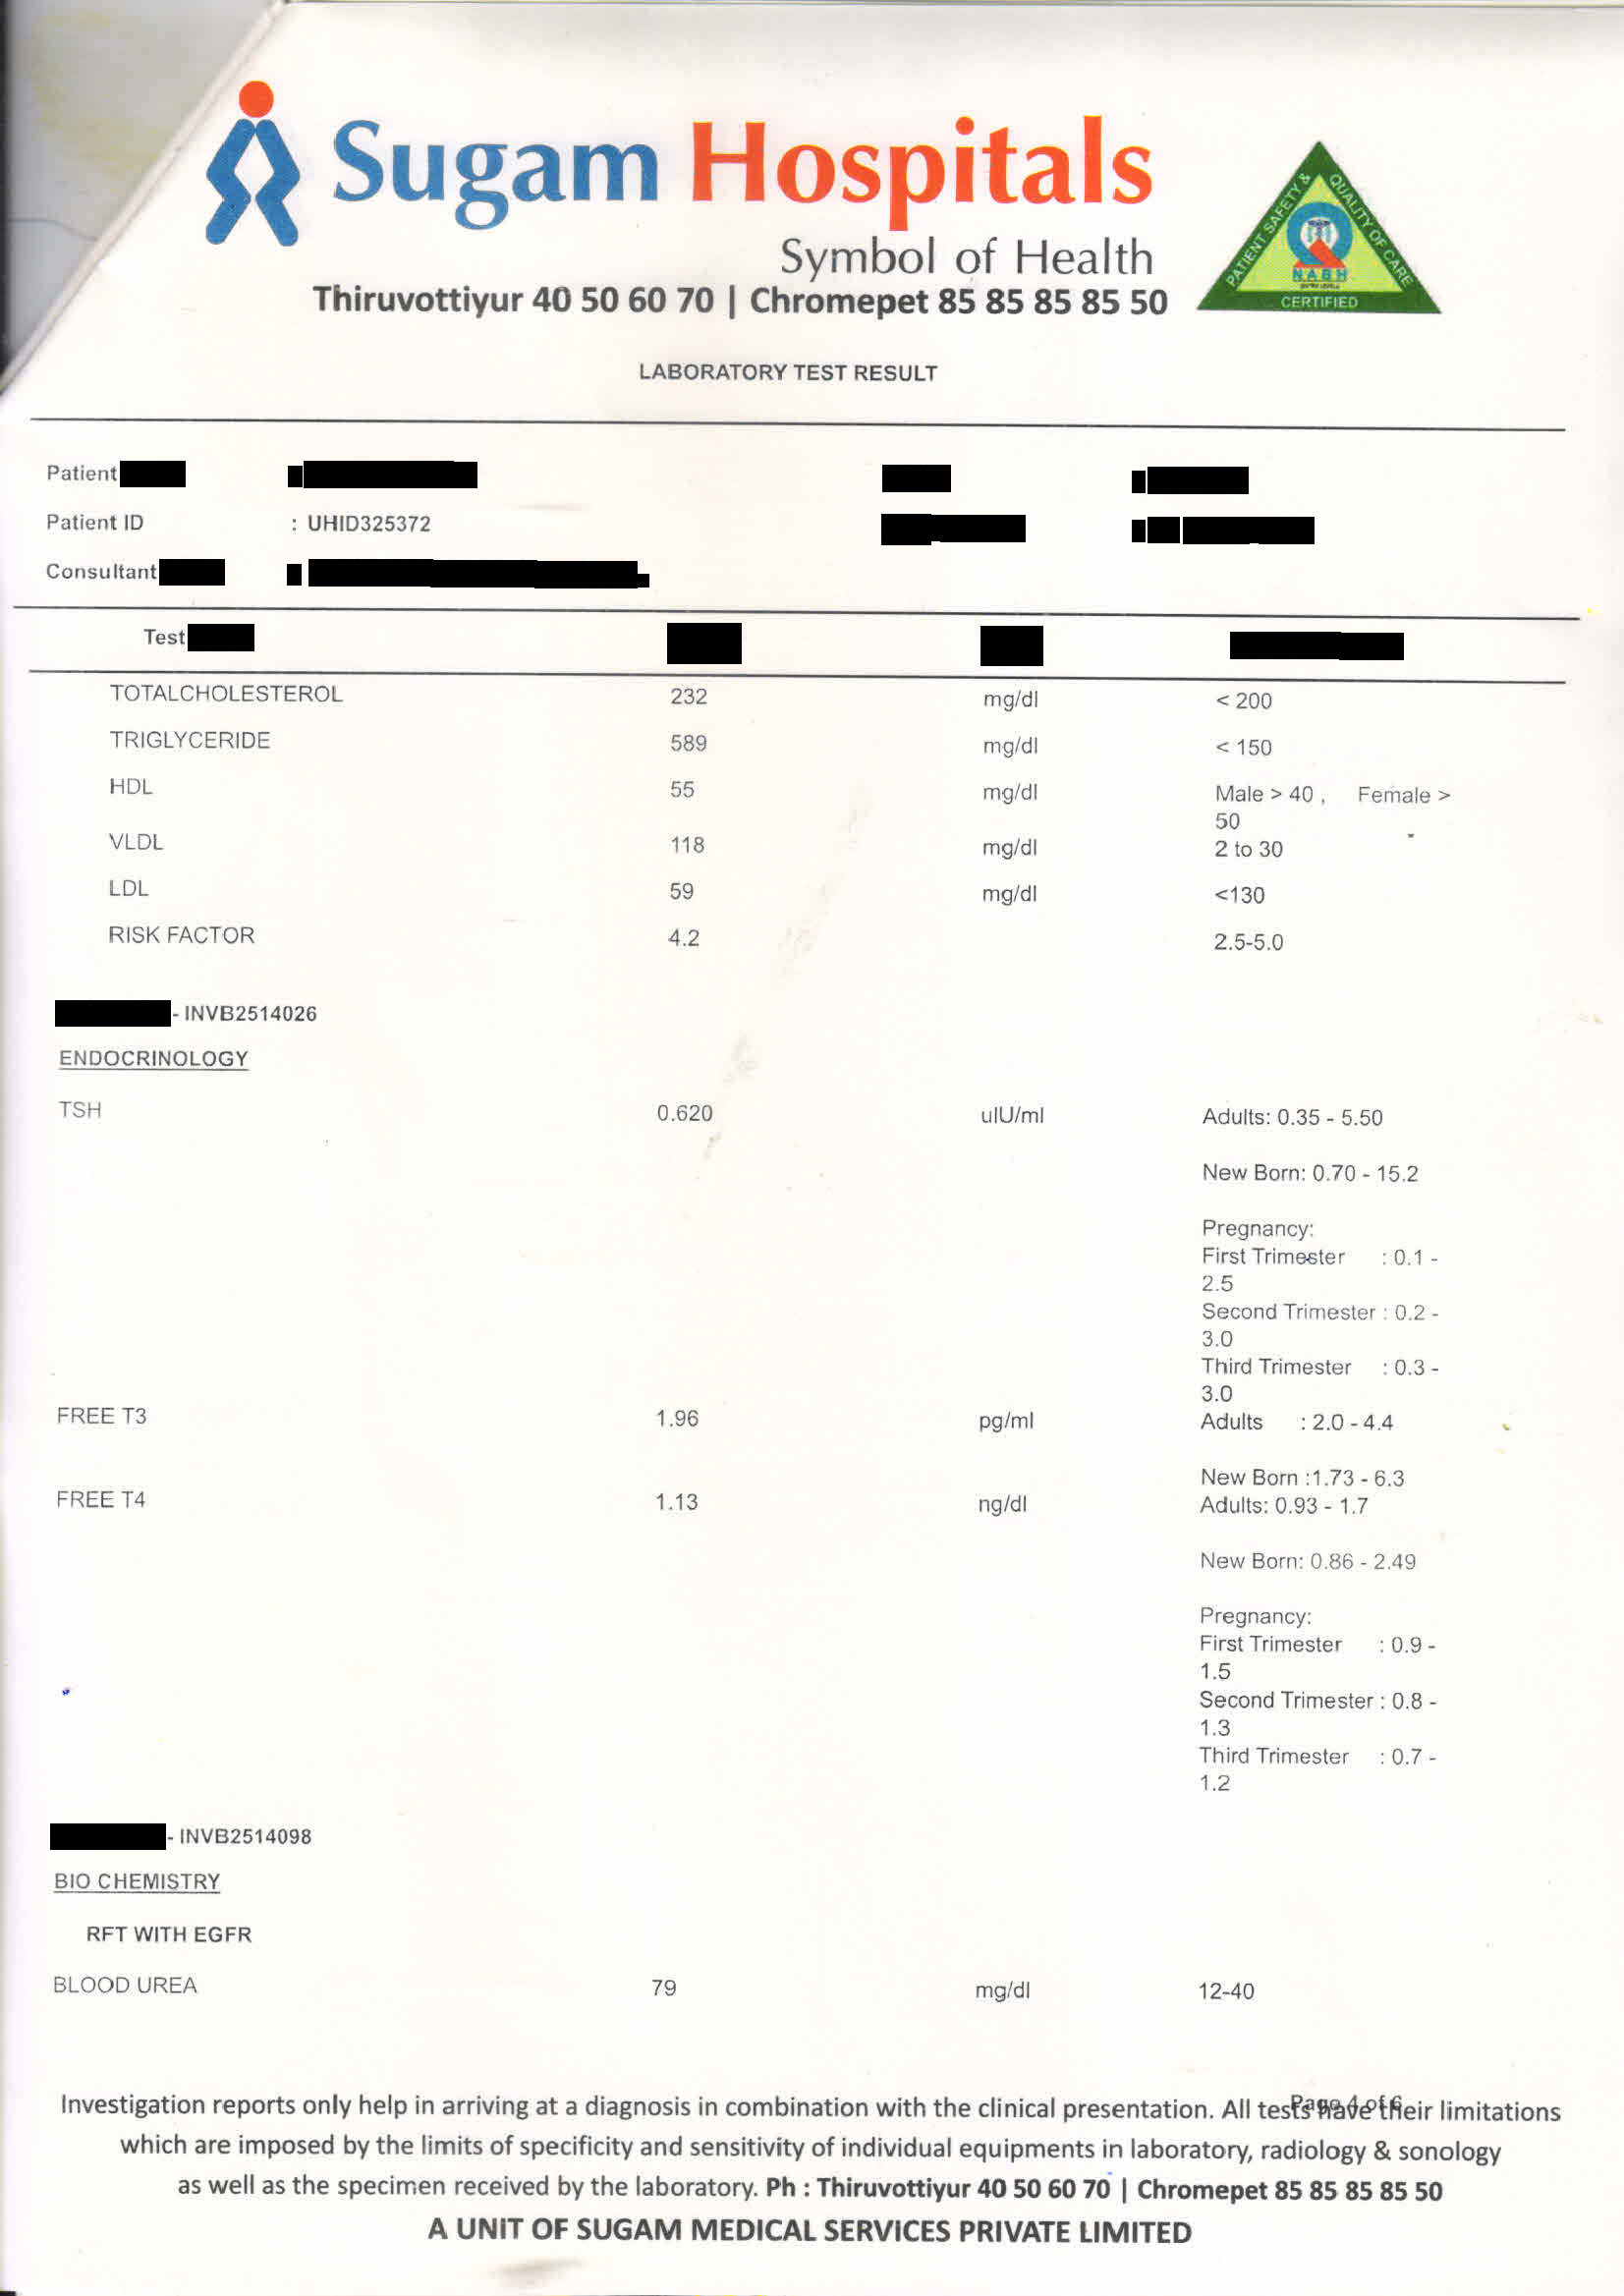 Sugam Hospitals
Symbol of Health
Thiruvottiyur 40 50 60 70 | Chromepet 85 85 85 85 50
PATIENT SAFETY & QUALITY OF CARE
NABH
CERTIFIED
LABORATORY TEST RESULT
Patient
Patient ID : UHID325372
Consultant
Test
TOTALCHOLESTEROL 232 mg/dl < 200
TRIGLYCERIDE 589 mg/dl < 150
HDL 55 mg/dl Male > 40 , Female >
50
VLDL 118 mg/dl 2 to 30
LDL 59 mg/dl <130
RISK FACTOR 4.2 2.5-5.0
- INVB2514026
ENDOCRINOLOGY
TSH 0.620 uIU/ml Adults: 0.35 - 5.50
New Born: 0.70 - 15.2
Pregnancy:
First Trimester : 0.1 -
2.5
Second Trimester : 0.2 -
3.0
Third Trimester : 0.3 -
3.0
FREE T3 1.96 pg/ml Adults : 2.0 - 4.4
New Born :1.73 - 6.3
FREE T4 1.13 ng/dl Adults: 0.93 - 1.7
New Born: 0.86 - 2.49
Pregnancy:
First Trimester : 0.9 -
1.5
Second Trimester : 0.8 -
1.3
Third Trimester : 0.7 -
1.2
- INVB2514098
BIO CHEMISTRY
RFT WITH EGFR
BLOOD UREA 79 mg/dl 12-40
Page 4 of 6
Investigation reports only help in arriving at a diagnosis in combination with the clinical presentation. All tests have their limitations
which are imposed by the limits of specificity and sensitivity of individual equipments in laboratory, radiology & sonology
as well as the specimen received by the laboratory. Ph : Thiruvottiyur 40 50 60 70 | Chromepet 85 85 85 85 50
A UNIT OF SUGAM MEDICAL SERVICES PRIVATE LIMITED